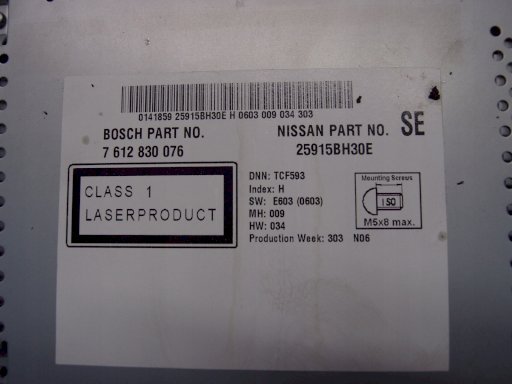 0141859 25915BH30E H 0603 009 034 303
BOSCH PART NO.
7 612 830 076
NISSAN PART NO. SE
25915BH30E
CLASS 1
LASERPRODUCT
DNN: TCF593
Index: H
SW: E603 (0603)
MH: 009
HW: 034
Production Week: 303 N06
Mounting Screws
ISO
M5x8 max.